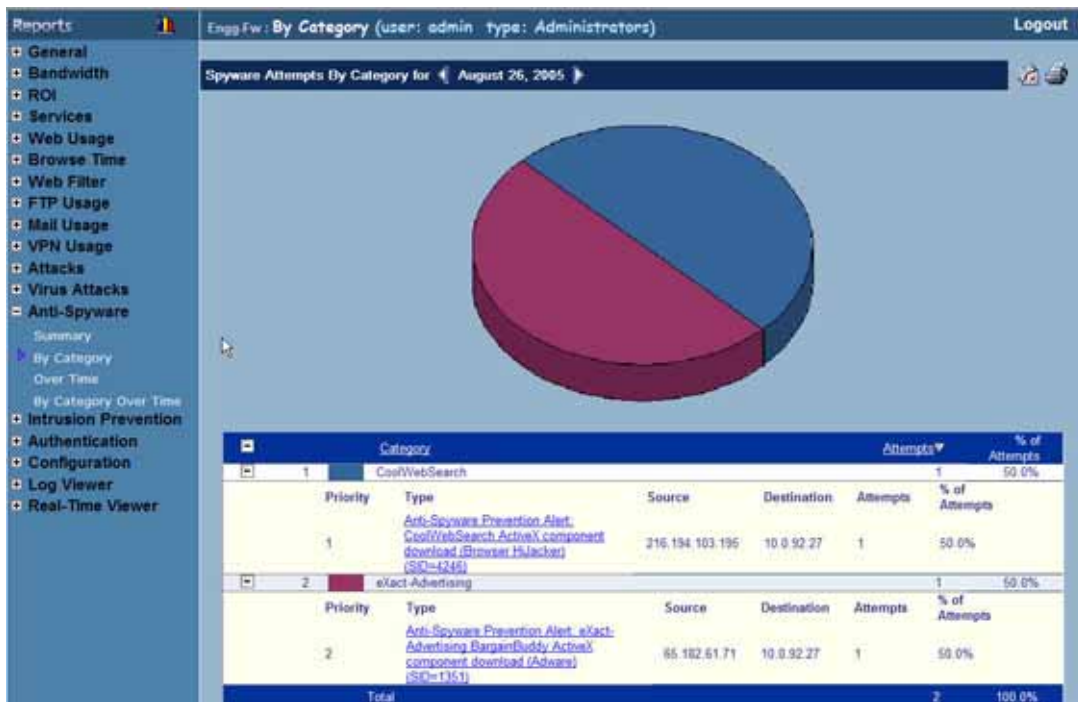 Reports
Engg.Fw: By Category (user: admin type: Administrators)
Logout
General
Bandwidth
ROI
Services
Web Usage
Browse Time
Web Filter
FTP Usage
Mail Usage
VPN Usage
Attacks
Virus Attacks
Anti-Spyware
Summary
By Category
Over Time
By Category Over Time
Intrusion Prevention
Authentication
Configuration
Log Viewer
Real-Time Viewer
Spyware Attempts By Category for August 26, 2005
Category Attempts % of
Attempts
1 CoolWebSearch 1 50.0%
Priority Type Source Destination Attempts % of
Attempts
1 Anti-Spyware Prevention Alert:
CoolWebSearch ActiveX component
download (Browser HiJacker)
(SID=4246) 216.194.103.195 10.0.92.27 1 50.0%
2 eXact-Advertising 1 50.0%
Priority Type Source Destination Attempts % of
Attempts
2 Anti-Spyware Prevention Alert: eXact-
Advertising BargainBuddy ActiveX
component download (Adware)
(SID=1351) 65.182.61.71 10.0.92.27 1 50.0%
Total 2 100.0%